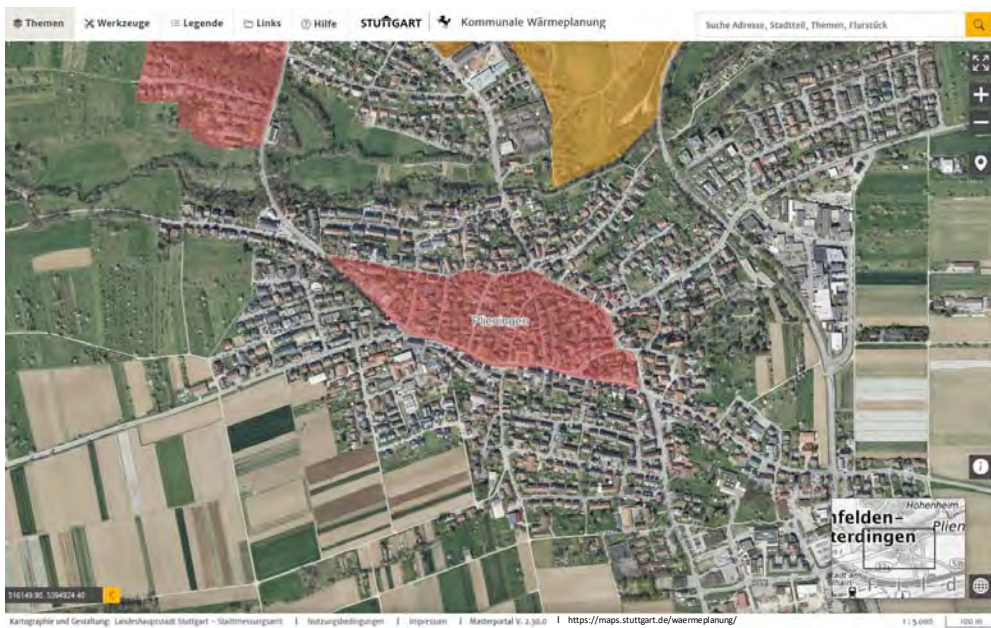 Themen Werkzeuge Legende Links Hilfe STUTTGART Kommunale Wärmeplanung Suche Adresse, Stadtteil, Themen, Flurstück
Plieningen
Hohenheim
nfelden-
Plien
terdingen
516149.90, 5394924.40
Kartographie und Gestaltung: Landeshauptstadt Stuttgart - Stadtmessungsamt | Nutzungsbedingungen | Impressum | Masterportal V. 2.30.0 | https://maps.stuttgart.de/waermeplanung/ 1 : 5.000 100 m